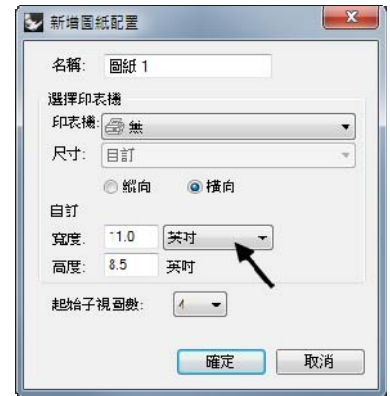 新增圖紙配置
名稱: 圖紙 1
選擇印表機
印表機: 無
尺寸: 自訂
縱向 橫向
自訂
寬度: 11.0 英吋
高度: 8.5 英吋
起始子視圖數: 4
確定 取消